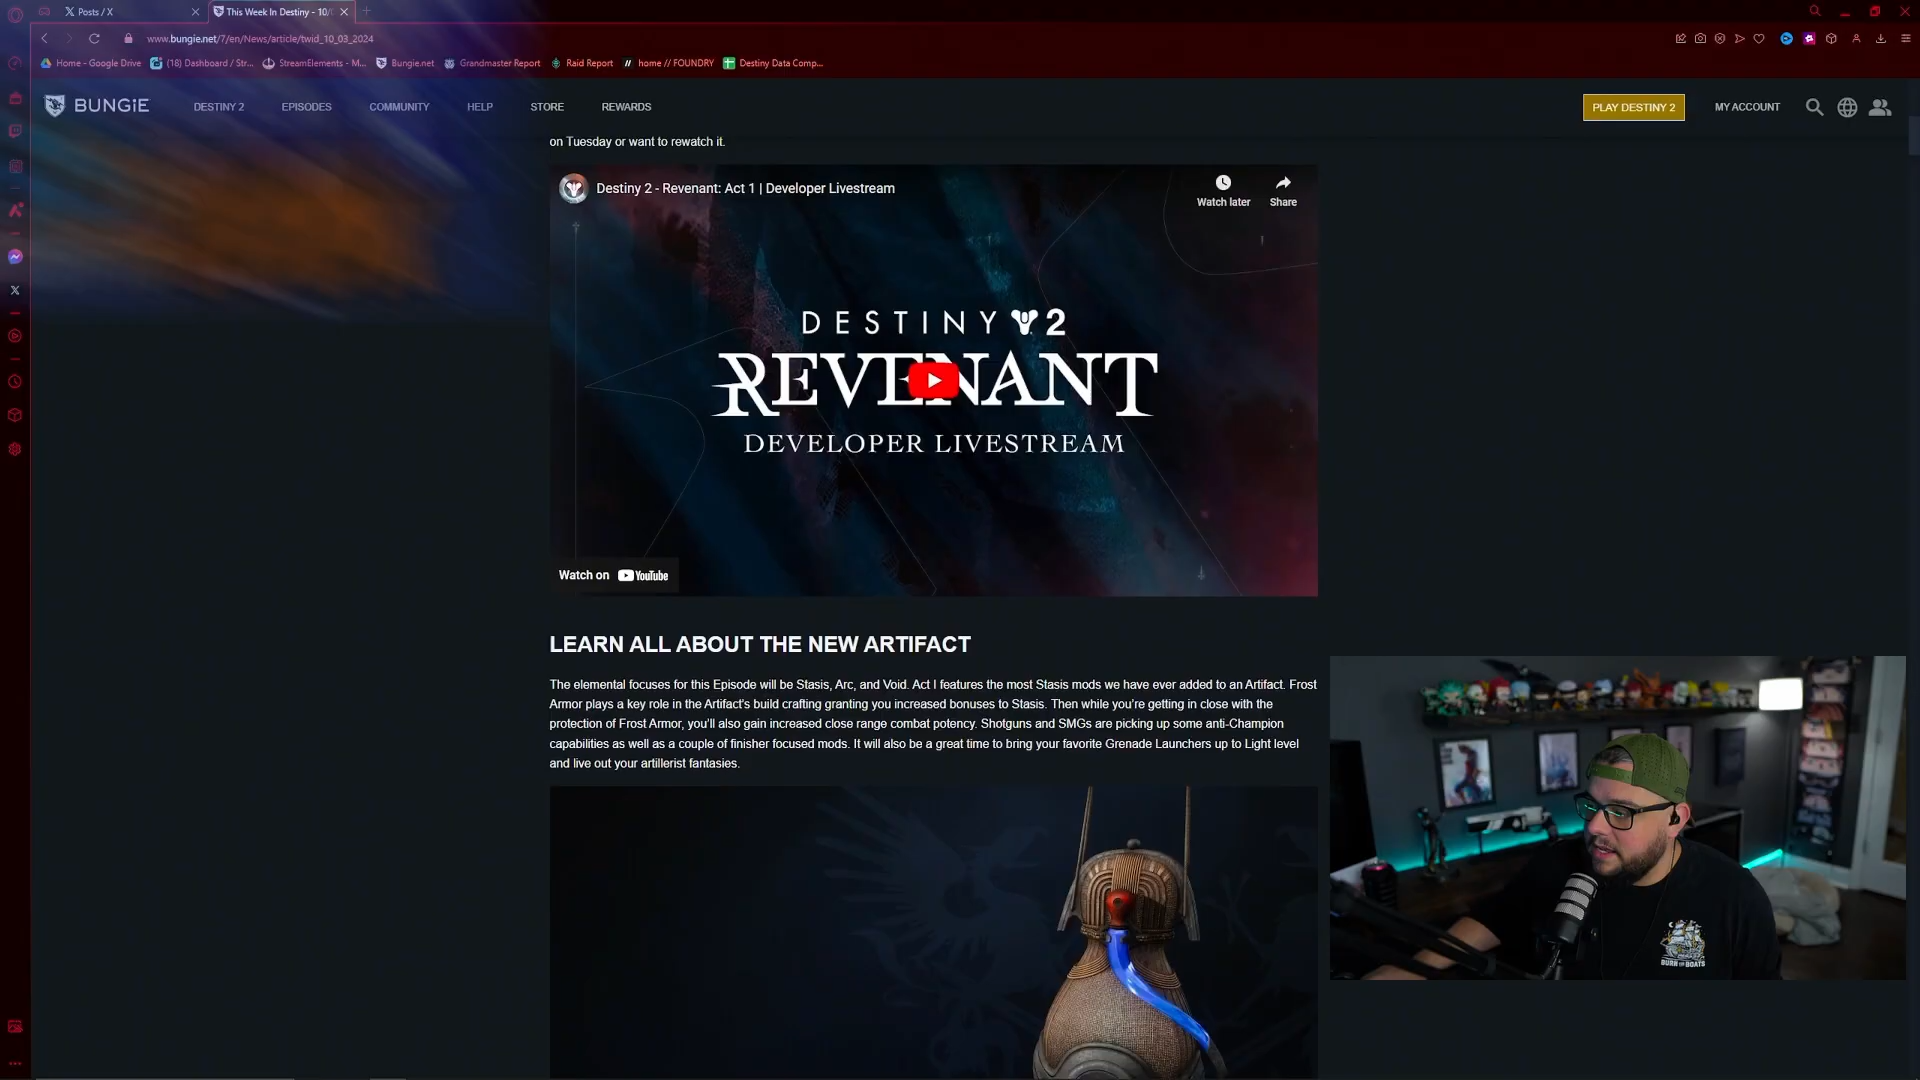 Posts / X
This Week In Destiny - 10/
www.bungie.net/7/en/News/article/twid_10_03_2024
Home - Google Drive
(18) Dashboard / Str...
StreamElements - M...
Bungie.net
Grandmaster Report
Raid Report
home // FOUNDRY
Destiny Data Comp...
BUNGiE
DESTINY 2
EPISODES
COMMUNITY
HELP
STORE
REWARDS
PLAY DESTINY 2
MY ACCOUNT
on Tuesday or want to rewatch it.
Destiny 2 - Revenant: Act 1 | Developer Livestream
Watch later
Share
DESTINY 2
REVENANT
DEVELOPER LIVESTREAM
Watch on YouTube
LEARN ALL ABOUT THE NEW ARTIFACT
The elemental focuses for this Episode will be Stasis, Arc, and Void. Act I features the most Stasis mods we have ever added to an Artifact. Frost
Armor plays a key role in the Artifact's build crafting granting you increased bonuses to Stasis. Then while you're getting in close with the
protection of Frost Armor, you'll also gain increased close range combat potency. Shotguns and SMGs are picking up some anti-Champion
capabilities as well as a couple of finisher focused mods. It will also be a great time to bring your favorite Grenade Launchers up to Light level
and live out your artillerist fantasies.
BURN THE BOATS